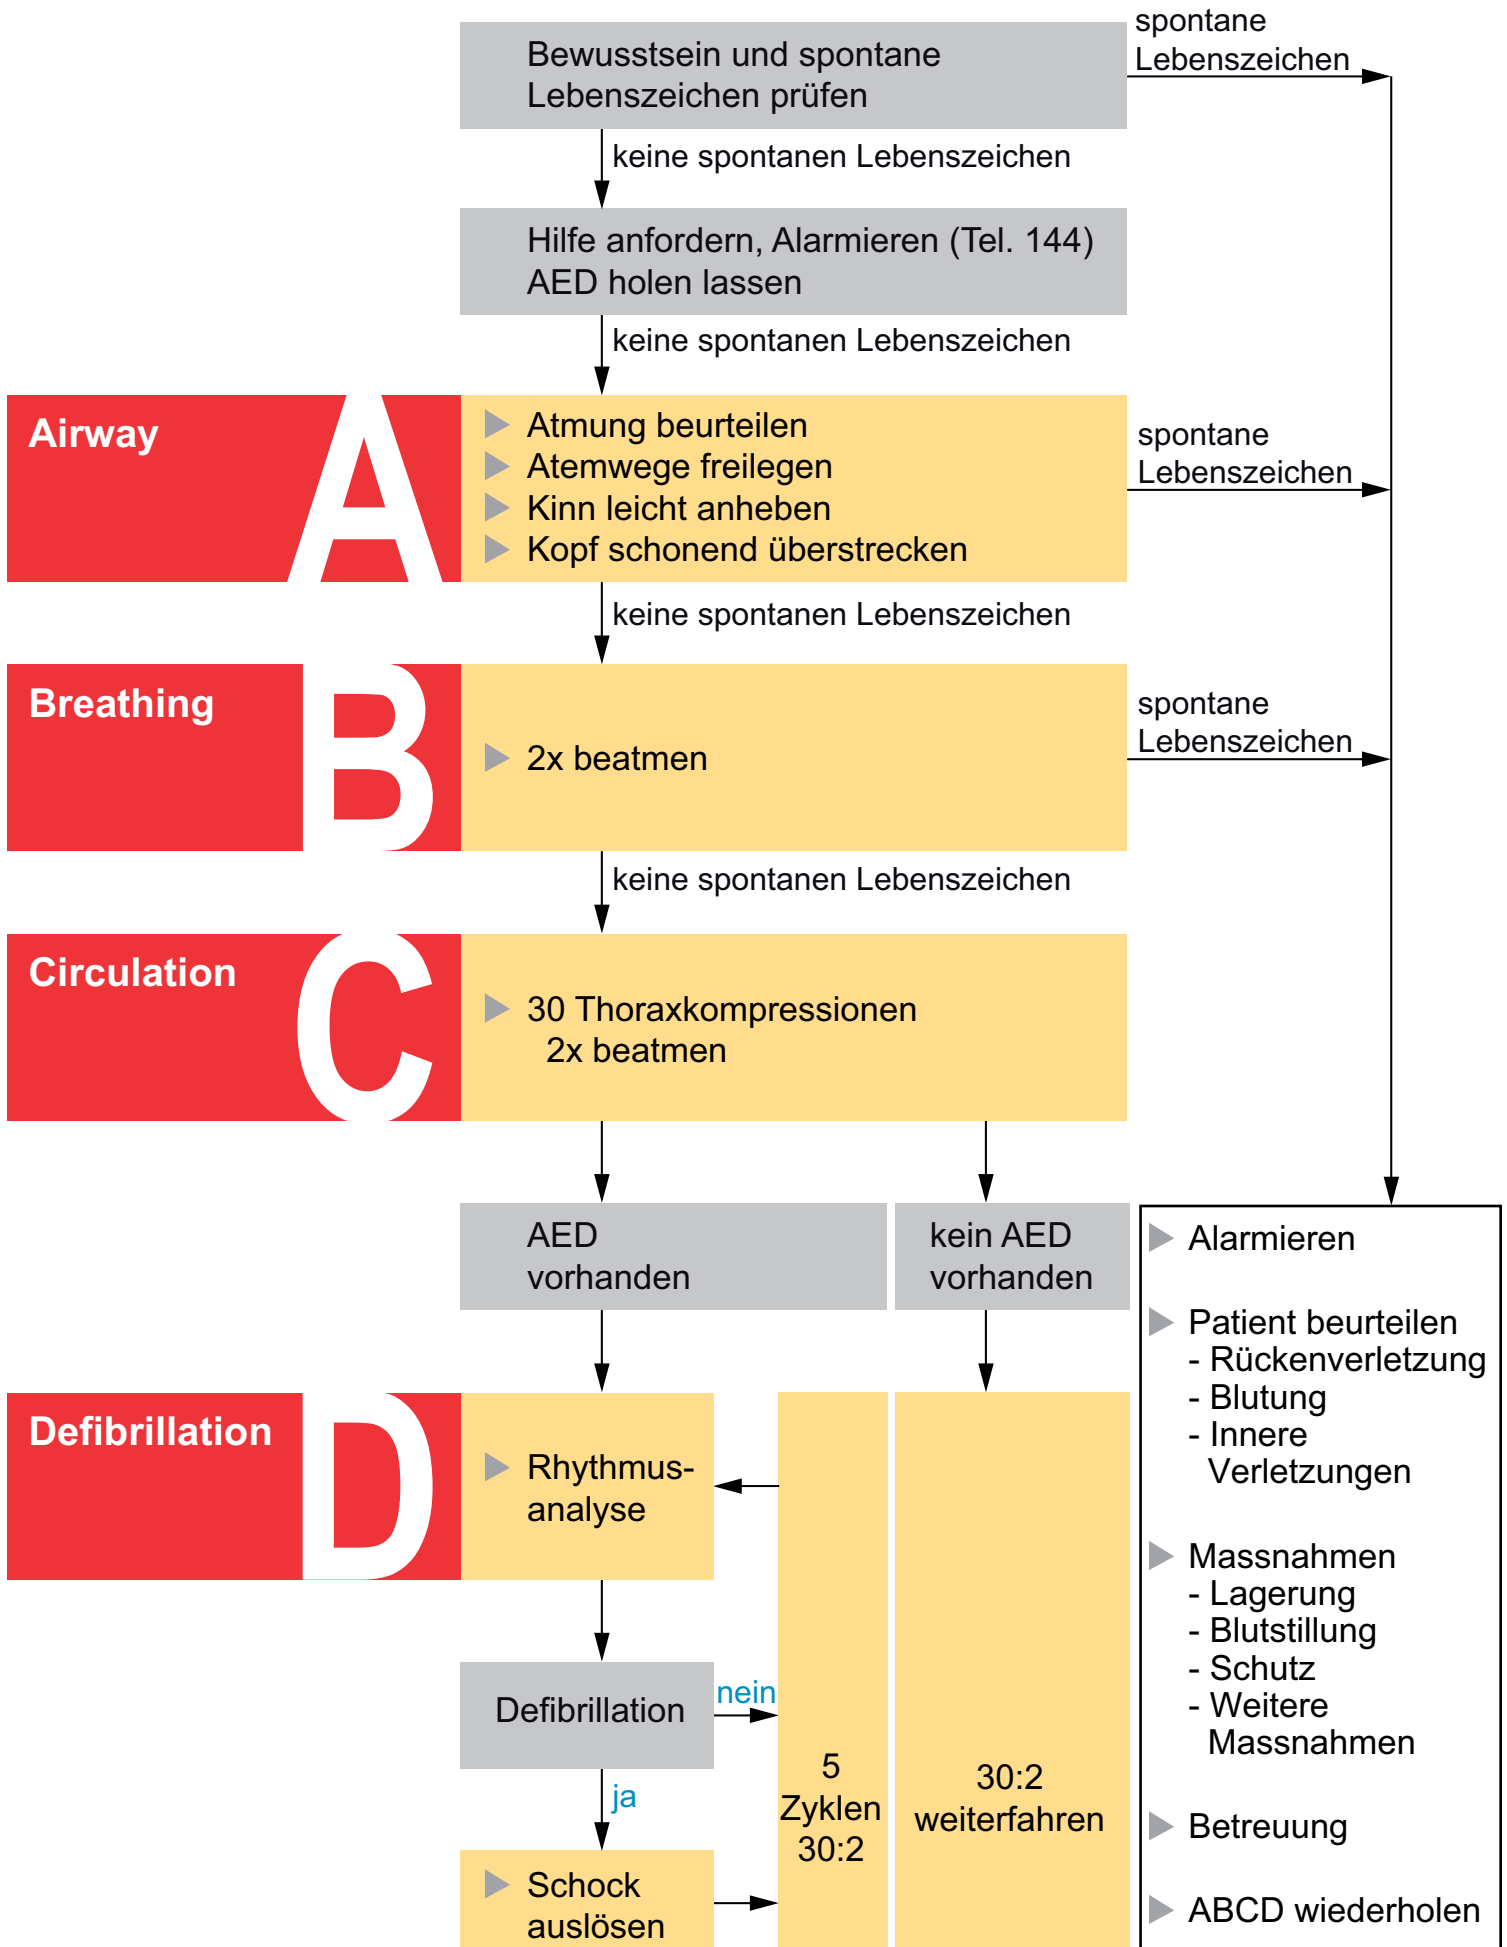 Bewusstsein und spontane
Lebenszeichen prüfen
spontane
Lebenszeichen
keine spontanen Lebenszeichen
Hilfe anfordern, Alarmieren (Tel. 144)
AED holen lassen
keine spontanen Lebenszeichen
Airway
A
Atmung beurteilen
Atemwege freilegen
Kinn leicht anheben
Kopf schonend überstrecken
spontane
Lebenszeichen
keine spontanen Lebenszeichen
Breathing
B
2x beatmen
spontane
Lebenszeichen
keine spontanen Lebenszeichen
Circulation
C
30 Thoraxkompressionen
2x beatmen
AED
vorhanden
kein AED
vorhanden
Defibrillation
D
Rhythmus-
analyse
Defibrillation
nein
ja
Schock
auslösen
5
Zyklen
30:2
30:2
weiterfahren
Alarmieren
Patient beurteilen
- Rückenverletzung
- Blutung
- Innere
Verletzungen
Massnahmen
- Lagerung
- Blutstillung
- Schutz
- Weitere
Massnahmen
Betreuung
ABCD wiederholen